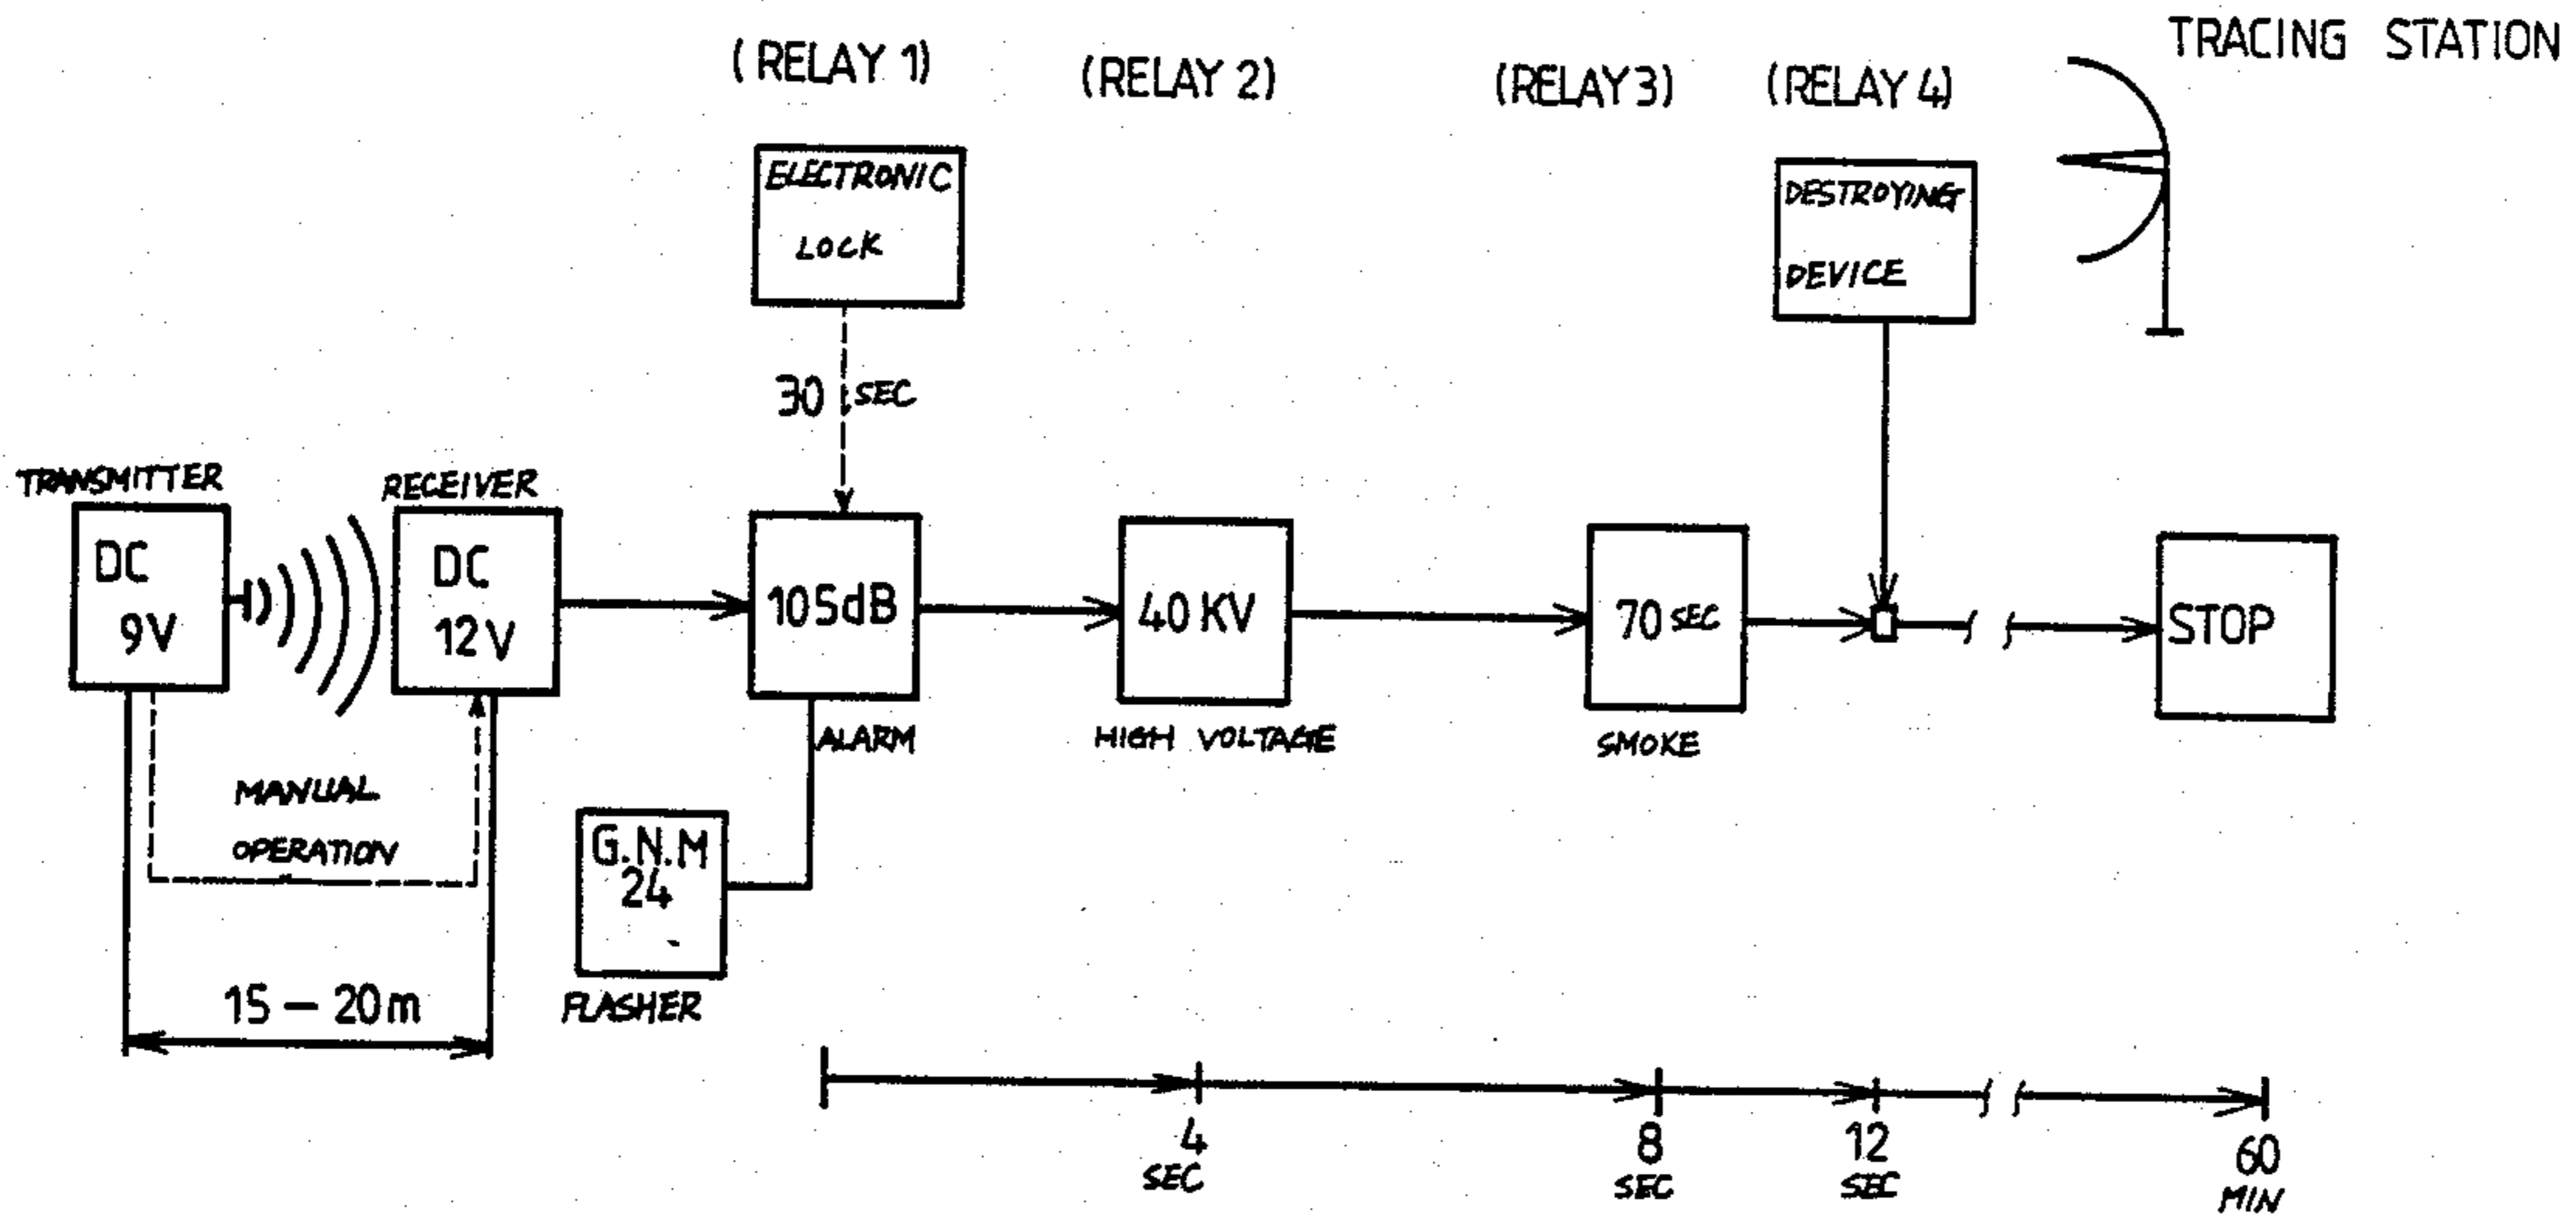 TRACING STATION
(RELAY 1)
(RELAY 2)
(RELAY 3)
(RELAY 4)
ELECTRONIC
LOCK
DESTROYING
DEVICE
30 SEC
TRANSMITTER
RECEIVER
DC
9V
DC
12V
105dB
40 KV
70 SEC
STOP
ALARM
HIGH VOLTAGE
SMOKE
MANUAL
OPERATION
G.N.M
24
FLASHER
15 – 20m
4
SEC
8
SEC
12
SEC
60
MIN